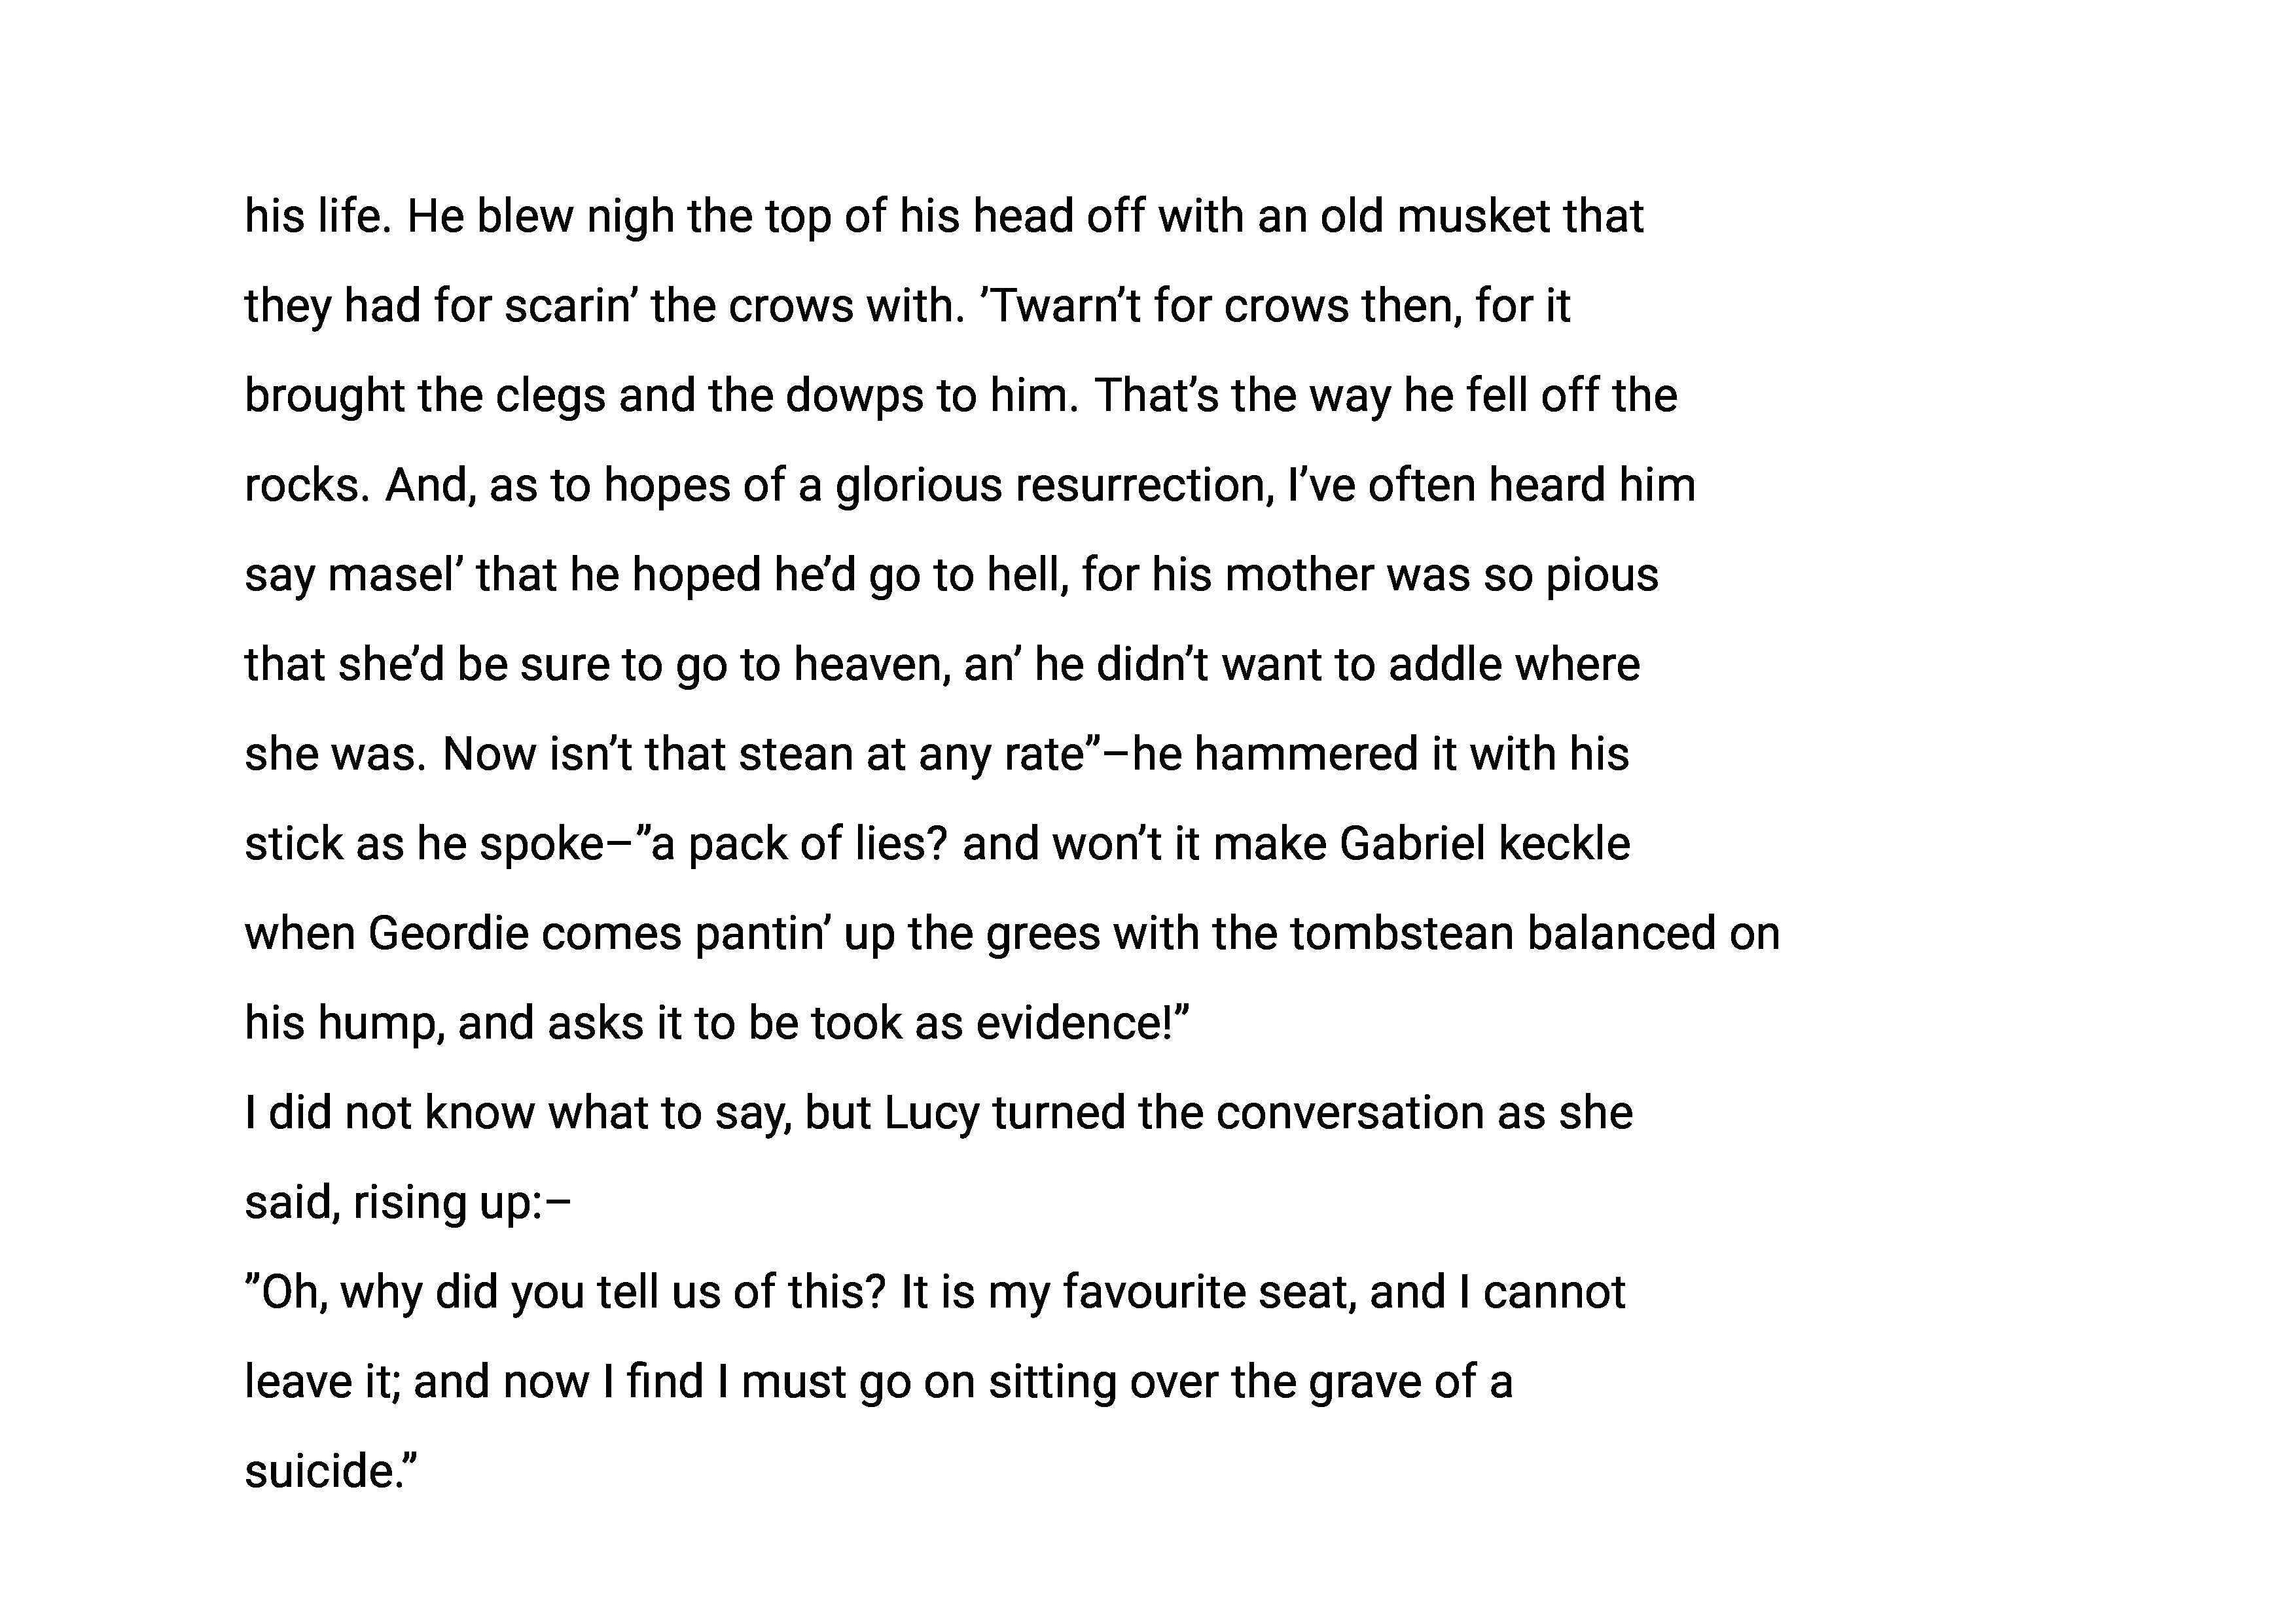 his life. He blew nigh the top of his head off with an old musket that
they had for scarin’ the crows with. ’Twarn’t for crows then, for it
brought the clegs and the dowps to him. That’s the way he fell off the
rocks. And, as to hopes of a glorious resurrection, I’ve often heard him
say masel’ that he hoped he’d go to hell, for his mother was so pious
that she’d be sure to go to heaven, an’ he didn’t want to addle where
she was. Now isn’t that stean at any rate”–he hammered it with his
stick as he spoke–”a pack of lies? and won’t it make Gabriel keckle
when Geordie comes pantin’ up the grees with the tombstean balanced on
his hump, and asks it to be took as evidence!”
I did not know what to say, but Lucy turned the conversation as she
said, rising up:–
”Oh, why did you tell us of this? It is my favourite seat, and I cannot
leave it; and now I find I must go on sitting over the grave of a
suicide.”